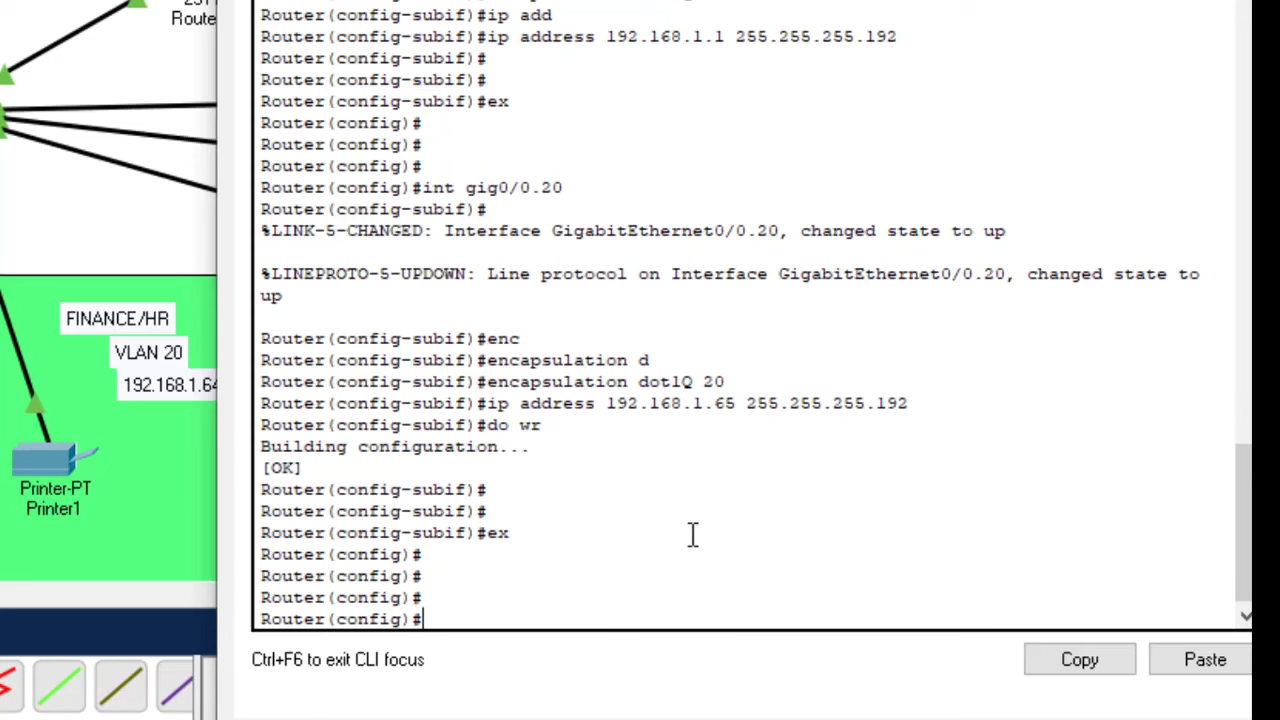 Route
Router(config-subif)#ip add
Router(config-subif)#ip address 192.168.1.1 255.255.255.192
Router(config-subif)#
Router(config-subif)#
Router(config-subif)#ex
Router(config)#
Router(config)#
Router(config)#
Router(config)#int gig0/0.20
Router(config-subif)#
%LINK-5-CHANGED: Interface GigabitEthernet0/0.20, changed state to up
%LINEPROTO-5-UPDOWN: Line protocol on Interface GigabitEthernet0/0.20, changed state to
up
Router(config-subif)#enc
Router(config-subif)#encapsulation d
Router(config-subif)#encapsulation dot1Q 20
Router(config-subif)#ip address 192.168.1.65 255.255.255.192
Router(config-subif)#do wr
Building configuration...
[OK]
Router(config-subif)#
Router(config-subif)#
Router(config-subif)#ex
Router(config)#
Router(config)#
Router(config)#
Router(config)#
FINANCE/HR
VLAN 20
192.168.1.64
Printer-PT
Printer1
Ctrl+F6 to exit CLI focus
Copy
Paste